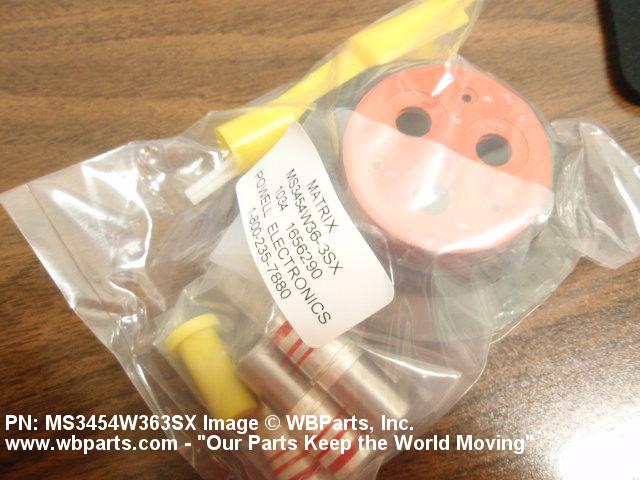 MATRIX
MS3454W36-3SX
1034 1656290
POWELL ELECTRONICS
1-800-235-7880
PN: MS3454W363SX Image © WBParts, Inc.
www.wbparts.com - "Our Parts Keep the World Moving"